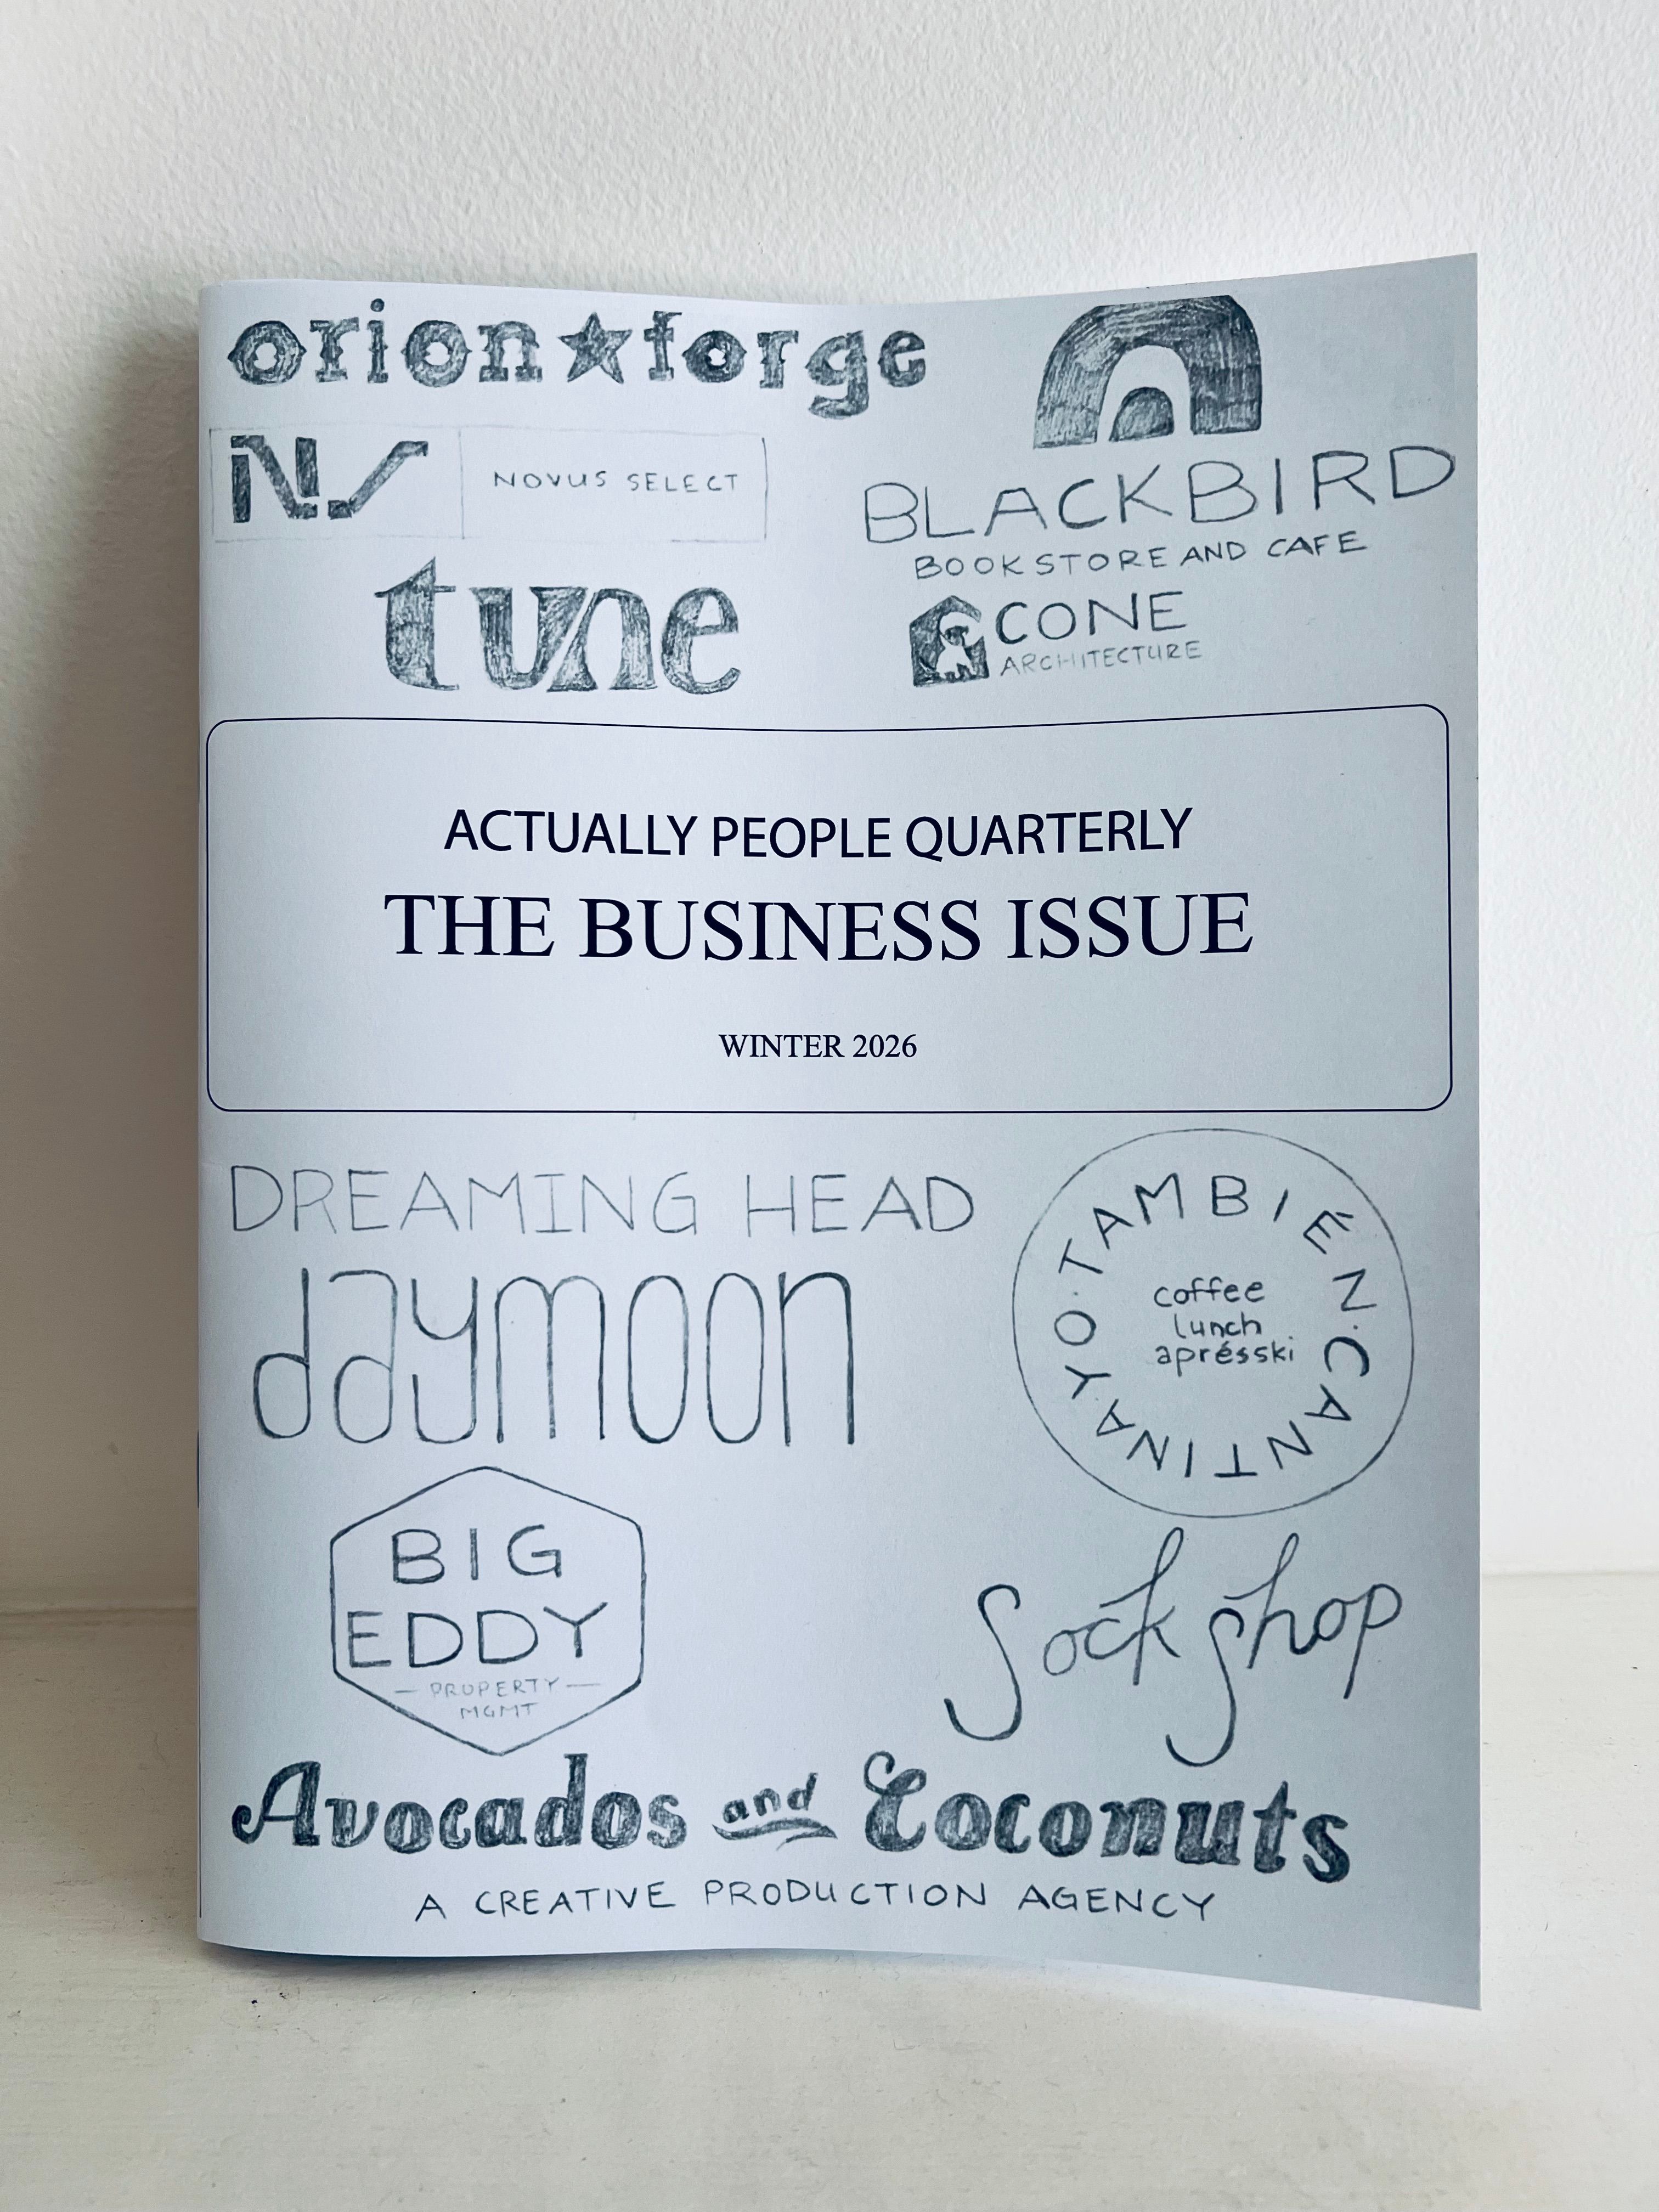 orion★forge
NS
NOVUS SELECT
tune
BLACKBIRD
BOOKSTORE AND CAFE
CONE
ARCHITECTURE
ACTUALLY PEOPLE QUARTERLY
THE BUSINESS ISSUE
WINTER 2026
DREAMING HEAD
daymoon
YO·TAMBIÉN·CANTINA
coffee
lunch
aprésski
BIG
EDDY
— PROPERTY —
MGMT
Sock Shop
Avocados and Coconuts
A CREATIVE PRODUCTION AGENCY